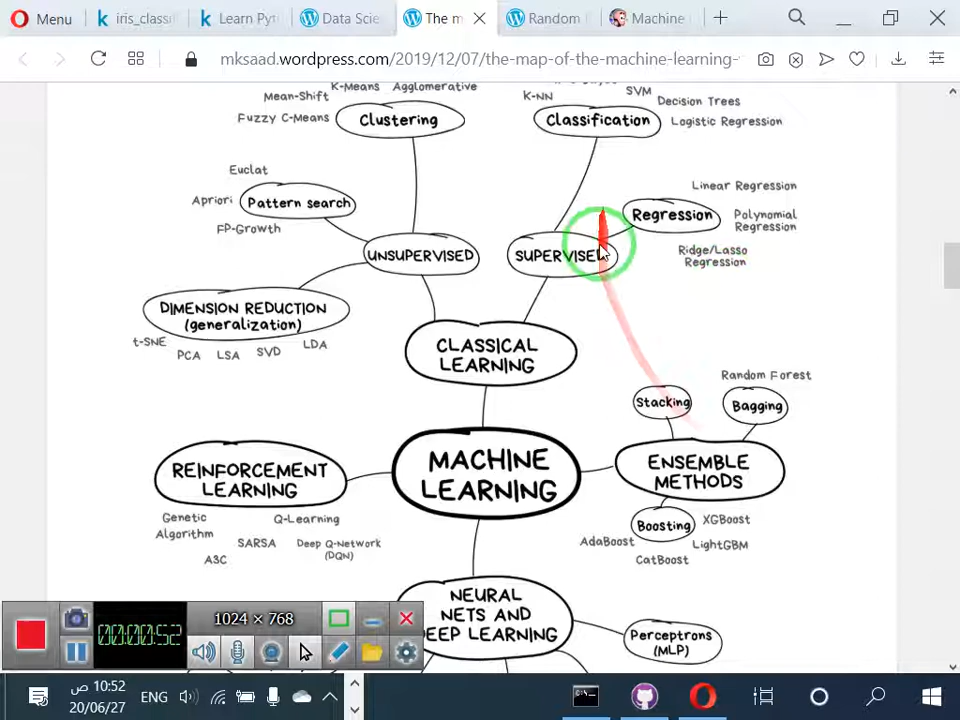 Menu
iris_classi
Learn Pyt
Data Scie
The m
Random
Machine
mksaad.wordpress.com/2019/12/07/the-map-of-the-machine-learning-
K-Means Agglomerative
Mean-Shift
Fuzzy C-Means
Clustering
K-NN
SVM
Decision Trees
Classification
Logistic Regression
Euclat
Apriori
Pattern search
FP-Growth
Linear Regression
Regression
Polynomial
Regression
Ridge/Lasso
Regression
UNSUPERVISED
SUPERVISED
DIMENSION REDUCTION
(generalization)
t-SNE
PCA
LSA
SVD
LDA
CLASSICAL
LEARNING
Random Forest
Stacking
Bagging
MACHINE
LEARNING
REINFORCEMENT
LEARNING
ENSEMBLE
METHODS
Genetic
Algorithm
Q-Learning
SARSA
Deep Q-Network
(DQN)
A3C
Boosting
XGBoost
AdaBoost
LightGBM
CatBoost
NEURAL
NETS AND
DEEP LEARNING
Perceptrons
(MLP)
1024 × 768
00:00:52
10:52 ص
20/06/27
ENG